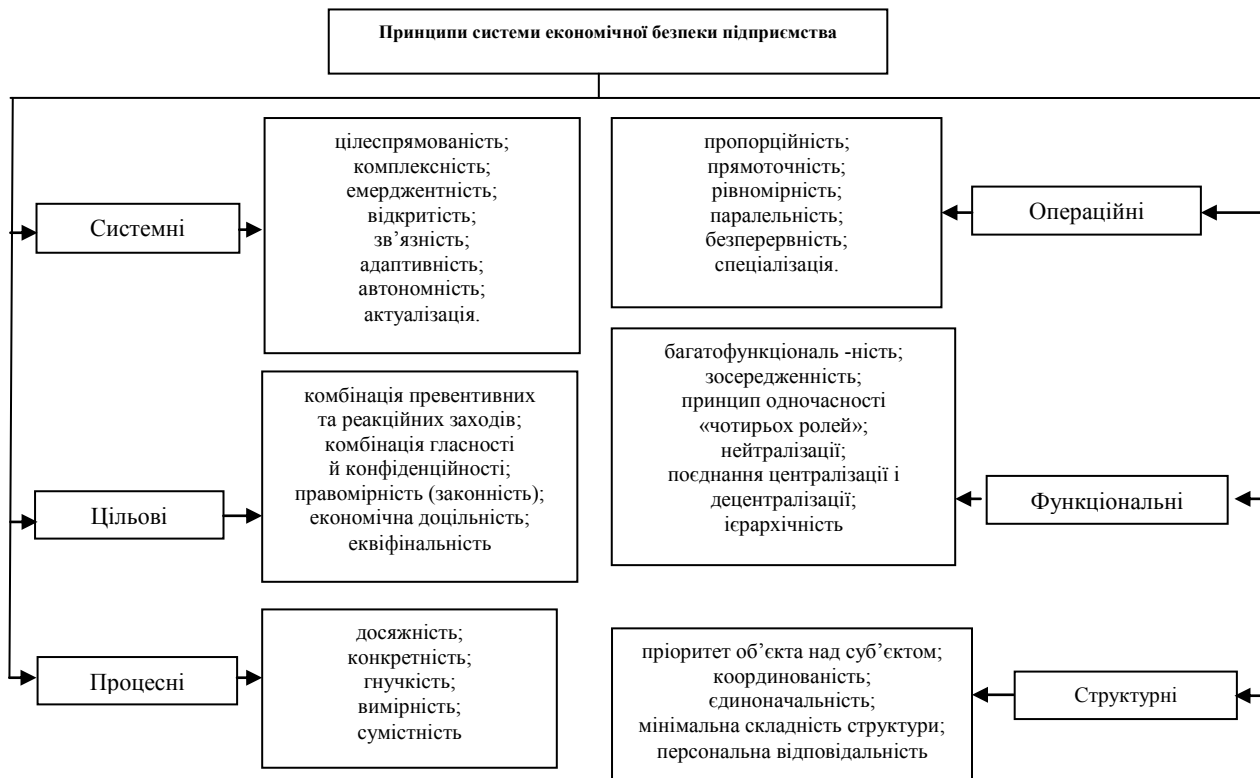 Принципи системи економічної безпеки підприємства
Системні
цілеспрямованість;
комплексність;
емерджентність;
відкритість;
зв’язність;
адаптивність;
автономність;
актуалізація.
пропорційність;
прямоточність;
рівномірність;
паралельність;
безперервність;
спеціалізація.
Операційні
Цільові
комбінація превентивних
та реакційних заходів;
комбінація гласності
й конфіденційності;
правомірність (законність);
економічна доцільність;
еквіфінальність
багатофункціональ -ність;
зосередженність;
принцип одночасності
«чотирьох ролей»;
нейтралізації;
поєднання централізації і
децентралізації;
ієрархічність
Функціональні
Процесні
досяжність;
конкретність;
гнучкість;
вимірність;
сумістність
пріоритет об’єкта над суб’єктом;
координованість;
єдиноначальність;
мінімальна складність структури;
персональна відповідальність
Структурні